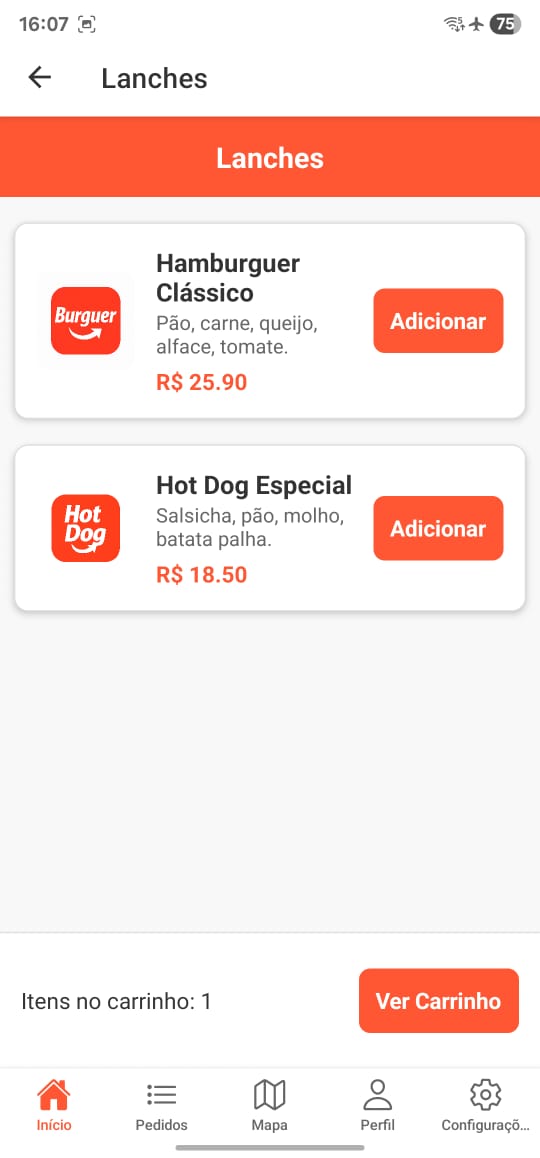 16:07
75
Lanches
Lanches
Hamburguer
Clássico
Burguer
Pão, carne, queijo,
alface, tomate.
R$ 25.90
Adicionar
Hot Dog Especial
Hot
Dog
Salsicha, pão, molho,
batata palha.
R$ 18.50
Adicionar
Itens no carrinho: 1
Ver Carrinho
Início
Pedidos
Mapa
Perfil
Configuraçõ...